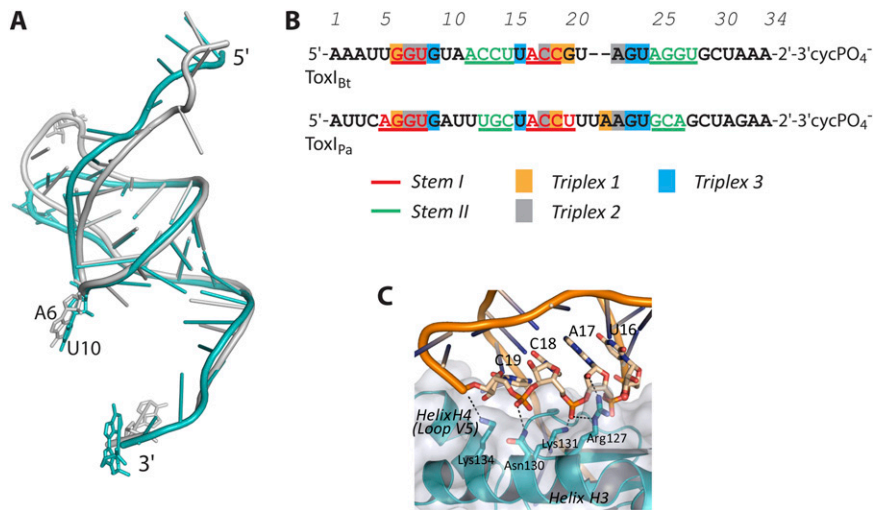 A
5'
A6
U10
3'
B
1 5 10 15 20 25 30 34
5'-AAAUUGGUGUAACCUUACCGU--AGUAGGUGCUAAA-2'-3'cycPO4-
ToxIBt
5'-AUUCAGGUGAUUUGCUACCUUUAAGUGCAGCUAGAA-2'-3'cycPO4-
ToxIPa
Stem I Triplex 1 Triplex 3
Stem II Triplex 2
C
U16
A17
C18
C19
Helix H4
(Loop V5)
Lys134
Asn130
Lys131
Arg127
Helix H3